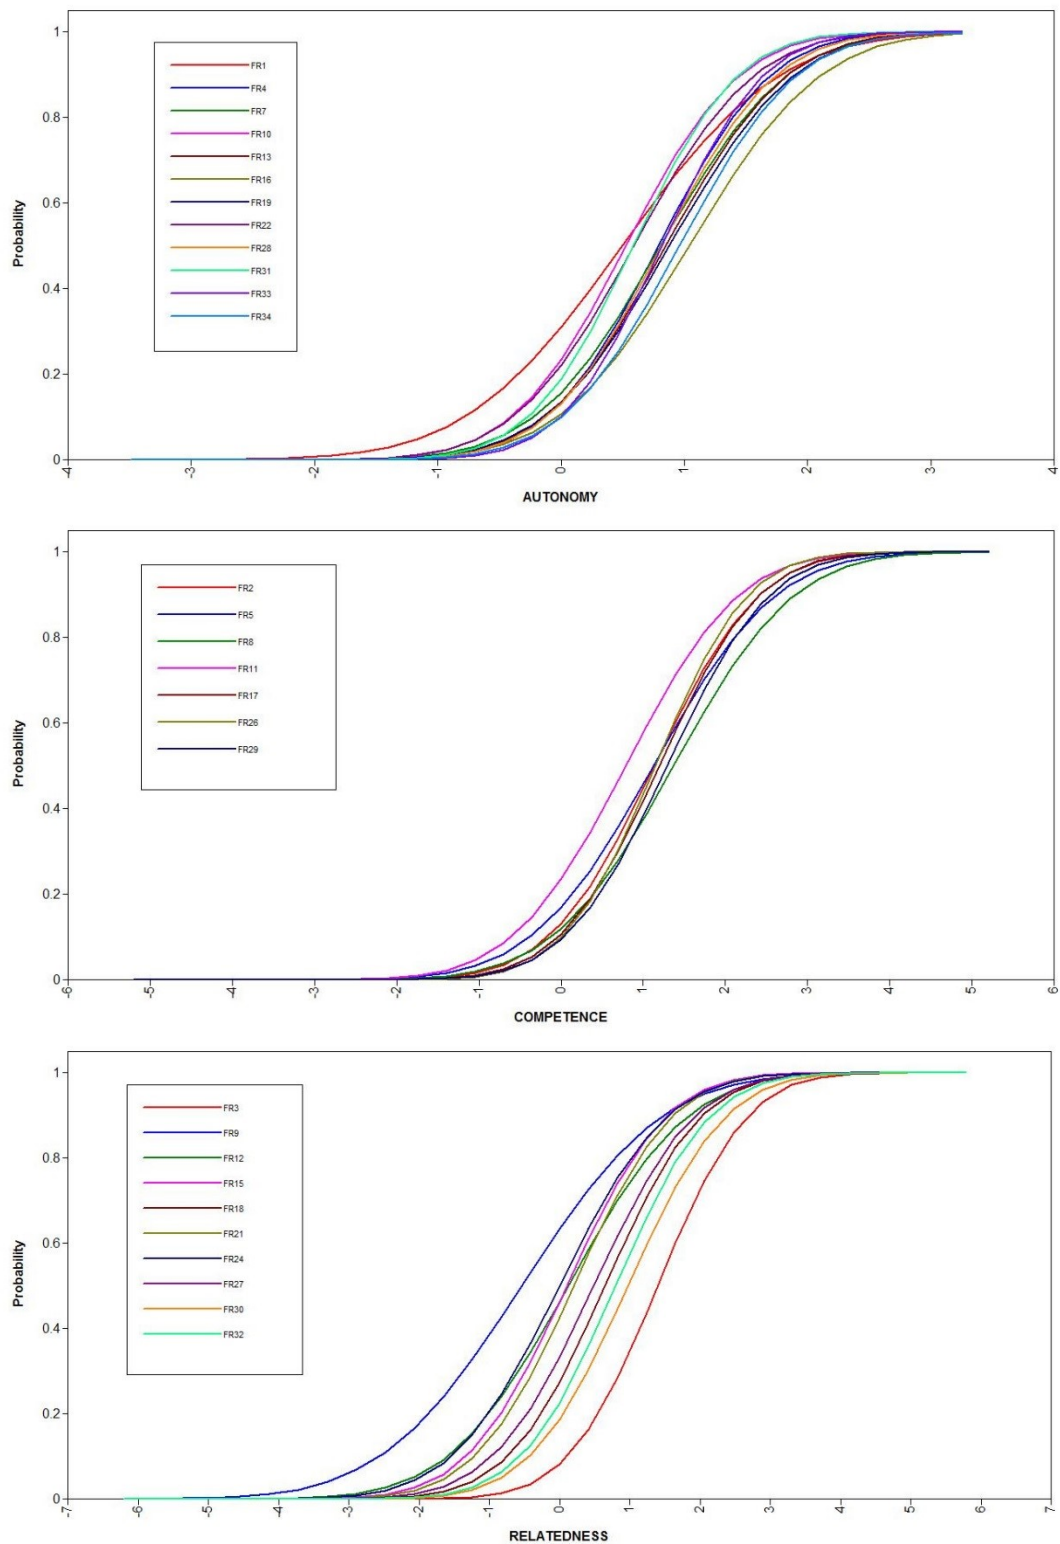 1
0.8
0.6
0.4
0.2
0
Probability
FR1
FR4
FR7
FR10
FR13
FR16
FR19
FR22
FR28
FR31
FR33
FR34
-4 -3 -2 -1 0 1 2 3 4
AUTONOMY
1
0.8
0.6
0.4
0.2
0
Probability
FR2
FR5
FR8
FR11
FR17
FR26
FR29
-6 -5 -4 -3 -2 -1 0 1 2 3 4 5 6
COMPETENCE
1
0.8
0.6
0.4
0.2
0
Probability
FR3
FR9
FR12
FR15
FR18
FR21
FR24
FR27
FR30
FR32
-7 -6 -5 -4 -3 -2 -1 0 1 2 3 4 5 6 7
RELATEDNESS